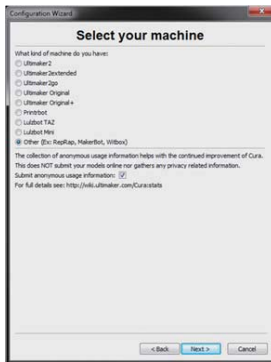 Configuration Wizard
Select your machine
What kind of machine do you have:
Ultimaker2
Ultimaker2extended
Ultimaker2go
Ultimaker Original
Ultimaker Original+
Printrbot
Lulzbot TAZ
Lulzbot Mini
Other (Ex: RepRap, MakerBot, Witbox)
The collection of anonymous usage information helps with the continued improvement of Cura.
This does NOT submit your models online nor gathers any privacy related information.
Submit anonymous usage information:
For full details see: http://wiki.ultimaker.com/Cura:stats
< Back Next > Cancel